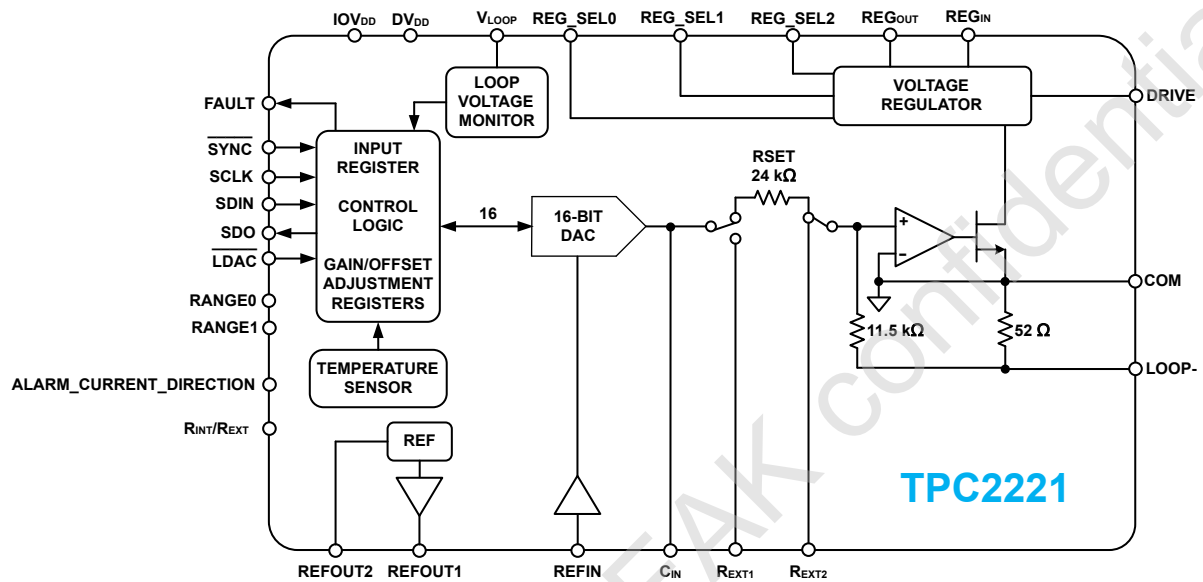 IOVDD
DVDD
VLOOP
REG_SEL0
REG_SEL1
REG_SEL2
REGOUT
REGIN
LOOP
VOLTAGE
MONITOR
VOLTAGE
REGULATOR
DRIVE
FAULT
SYNC
SCLK
SDIN
SDO
LDAC
RANGE0
RANGE1
ALARM_CURRENT_DIRECTION
RINT/REXT
INPUT
REGISTER
CONTROL
LOGIC
GAIN/OFFSET
ADJUSTMENT
REGISTERS
16
16-BIT
DAC
RSET
24 kΩ
+
−
11.5 kΩ
52 Ω
COM
LOOP-
TEMPERATURE
SENSOR
REF
TPC2221
REFOUT2
REFOUT1
REFIN
CIN
REXT1
REXT2
EAK confidentia